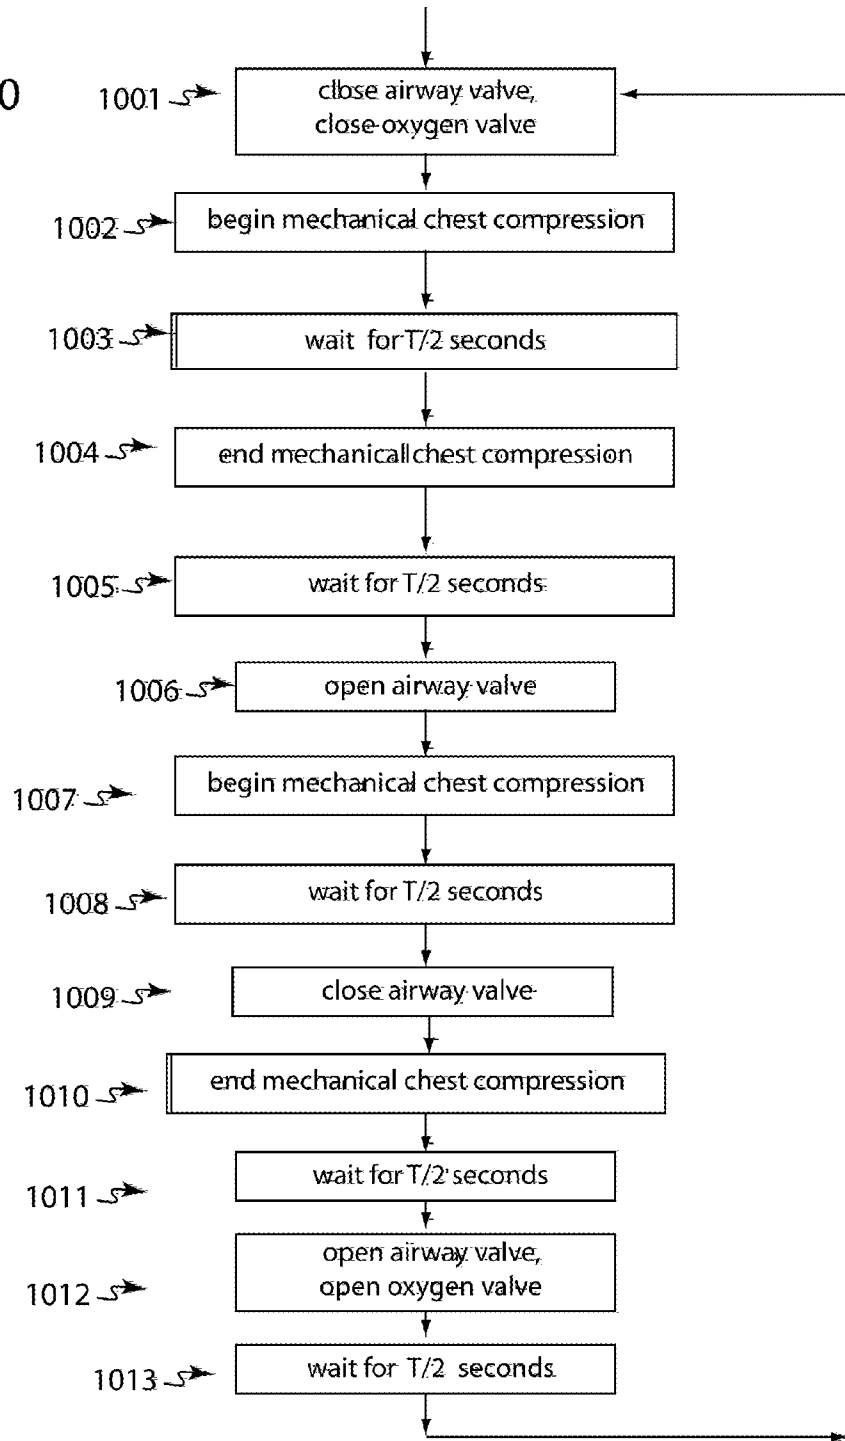 0
1001
close airway valve,
close oxygen valve
1002
begin mechanical chest compression
1003
wait for T/2 seconds
1004
end mechanical chest compression
1005
wait for T/2 seconds
1006
open airway valve
1007
begin mechanical chest compression
1008
wait for T/2 seconds
1009
close airway valve
1010
end mechanical chest compression
1011
wait for T/2 seconds
1012
open airway valve,
open oxygen valve
1013
wait for T/2 seconds